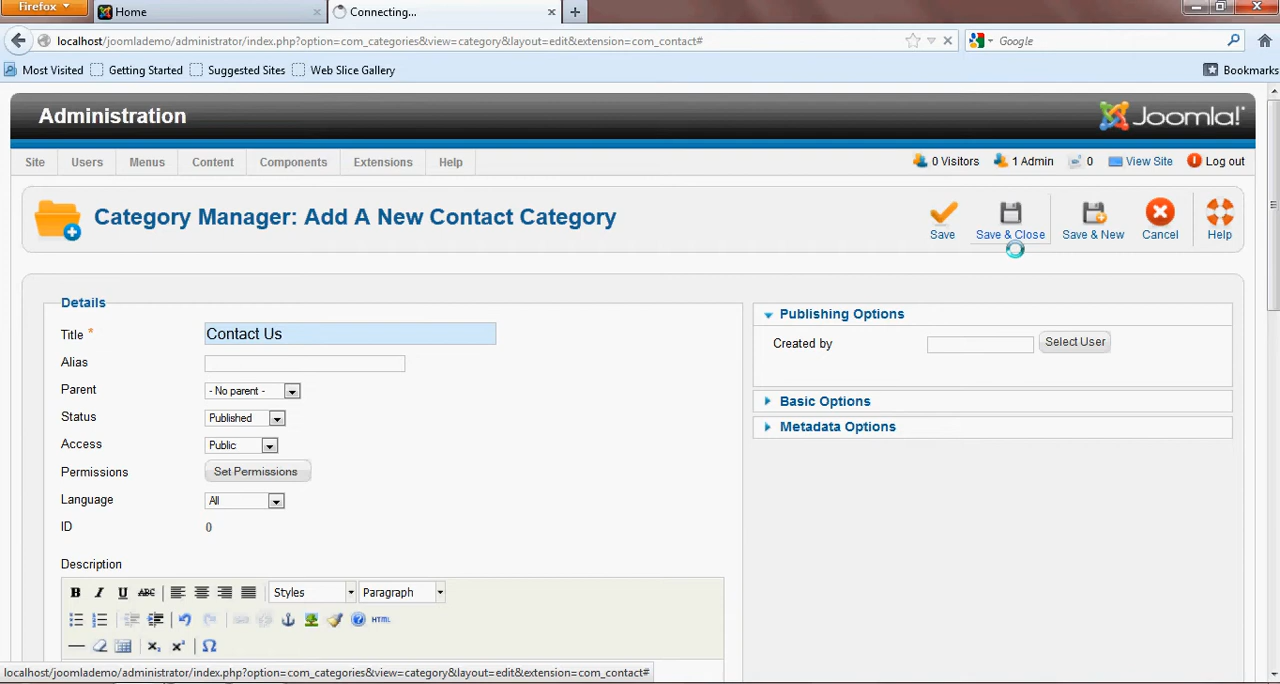 Firefox
Home
Connecting...
localhost/joomlademo/administrator/index.php?option=com_categories&view=category&layout=edit&extension=com_contact#
Google
Most Visited Getting Started Suggested Sites Web Slice Gallery Bookmarks
Administration
Joomla!
Site Users Menus Content Components Extensions Help
0 Visitors 1 Admin 0 View Site Log out
Category Manager: Add A New Contact Category
Save Save & Close Save & New Cancel Help
Details
Title * Contact Us
Alias
Parent - No parent -
Status Published
Access Public
Permissions Set Permissions
Language All
ID 0
Description
B I U ABC Styles Paragraph
HTML
Publishing Options
Created by Select User
Basic Options
Metadata Options
localhost/joomlademo/administrator/index.php?option=com_categories&view=category&layout=edit&extension=com_contact#